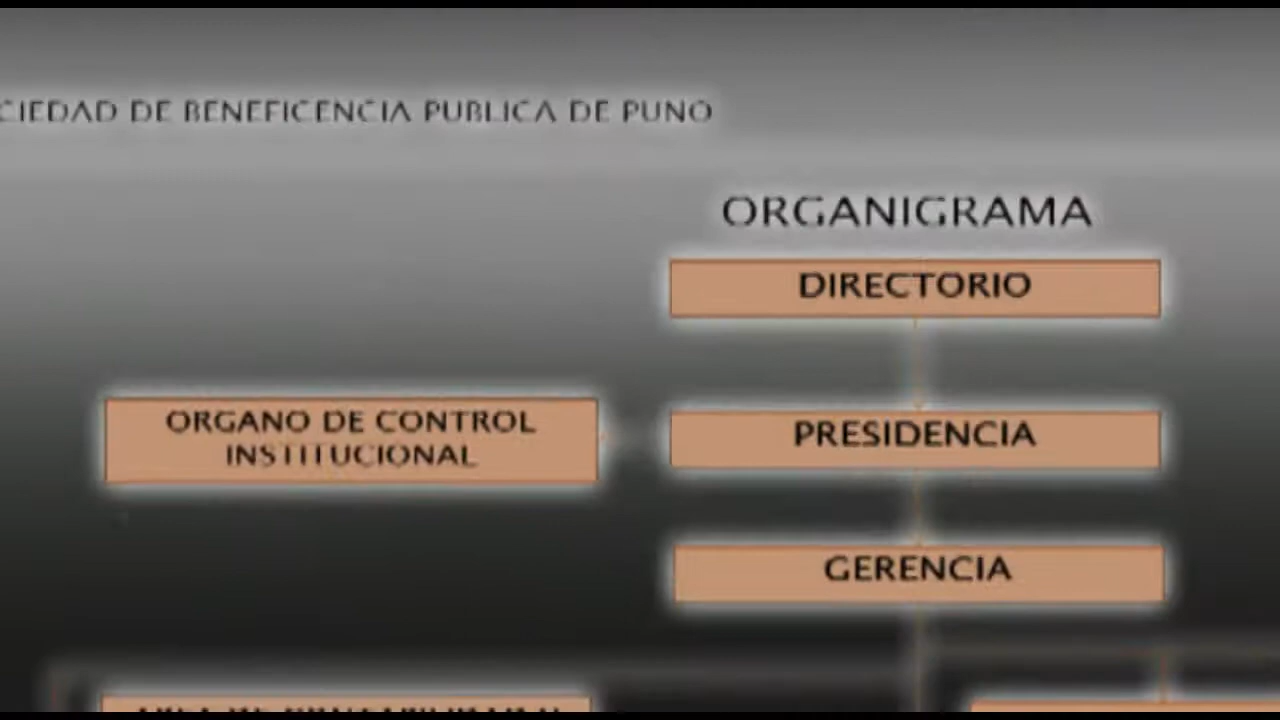 CIEDAD DE BENEFICENCIA PUBLICA DE PUNO
ORGANIGRAMA
DIRECTORIO
ORGANO DE CONTROL
INSTITUCIONAL
PRESIDENCIA
GERENCIA